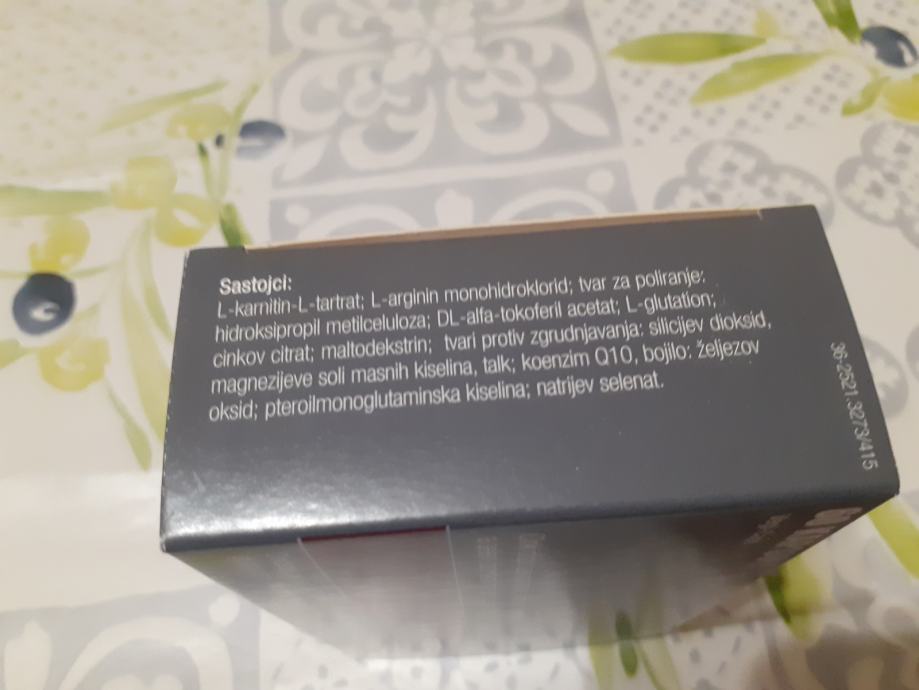 Sastojci:
L-karnitin-L-tartrat; L-arginin monohidroklorid; tvar za poliranje:
hidroksipropil metilceluloza; DL-alfa-tokoferil acetat; L-glutation;
cinkov citrat; maltodekstrin; tvari protiv zgrudnjavanja: silicijev dioksid,
magnezijeve soli masnih kiselina, talk; koenzim Q10, bojilo: željezov
oksid; pteroilmonoglutaminska kiselina; natrijev selenat.
36-2521.3273/415